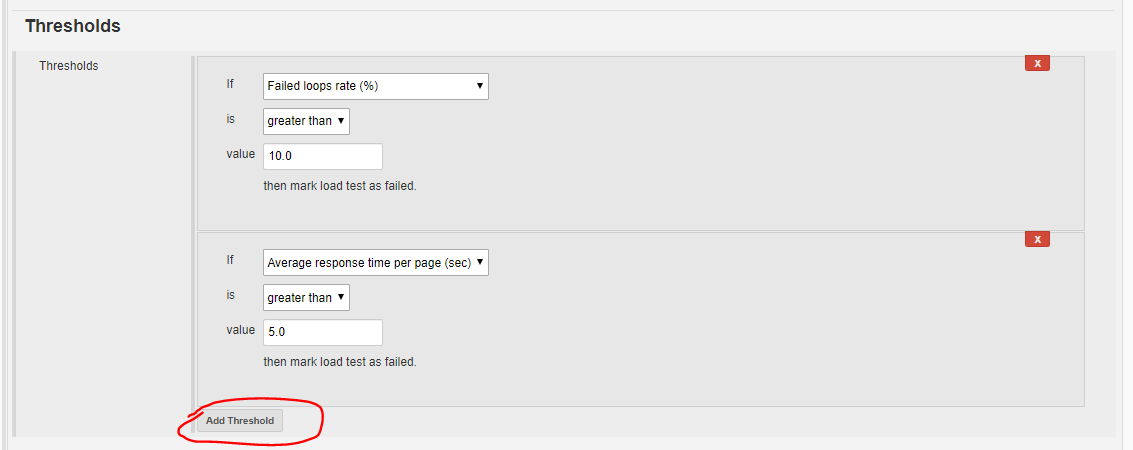 Thresholds
Thresholds
x
If Failed loops rate (%)
is greater than
value 10.0
then mark load test as failed.
x
If Average response time per page (sec)
is greater than
value 5.0
then mark load test as failed.
Add Threshold